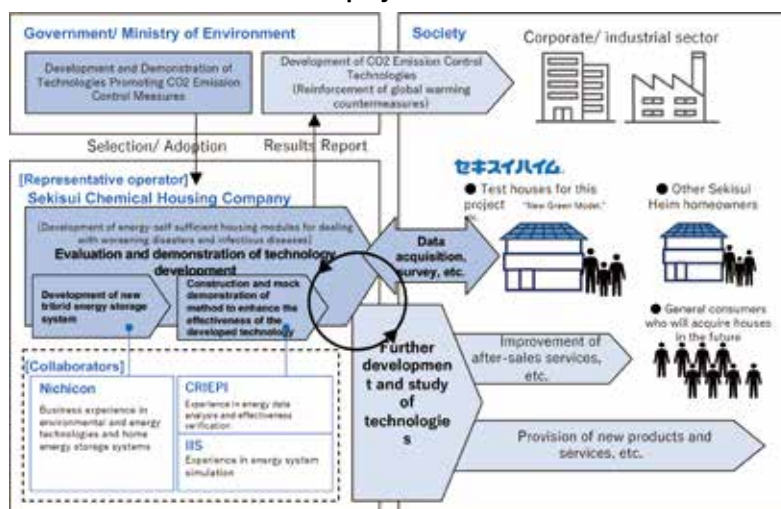 Government/ Ministry of Environment
Development and Demonstration of
Technologies Promoting CO2 Emission
Control Measures
Society
Development of CO2 Emission Control
Technologies
(Reinforcement of global warming
countermeasures)
Corporate/ industrial sector
Selection/ Adoption
Results Report
[Representative operator]
Sekisui Chemical Housing Company
(Development of energy-self sufficient housing modules for dealing
with worsening disasters and infectious diseases)
Evaluation and demonstration of technology
development
Development of new
tribrid energy storage
system
Construction and mock
demonstration of
method to enhance the
effectiveness of the
developed technology
Data
acquisition,
survey, etc.
セキスイハイム
● Test houses for this
project "New Green Model,"
etc.
● Other Sekisui
Heim homeowners
● General consumers
who will acquire houses
in the future
Further
developmen
t and study
of
technologie
s
Improvement of
after-sales services,
etc.
Provision of new products and
services, etc.
[Collaborators]
Nichicon
Business experience in
environmental and energy
technologies and home
energy storage systems
CRIEPI
Experience in energy data
analysis and effectiveness
verification
IIS
Experience in energy system
simulation